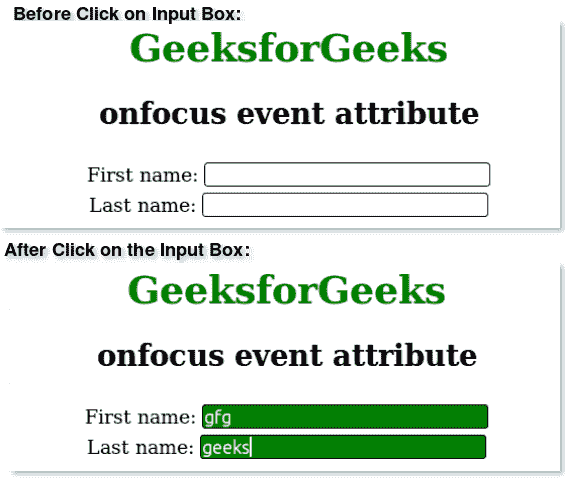 Before Click on Input Box:
GeeksforGeeks
onfocus event attribute
First name:
Last name:
After Click on the Input Box:
GeeksforGeeks
onfocus event attribute
First name: gfg
Last name: geeks